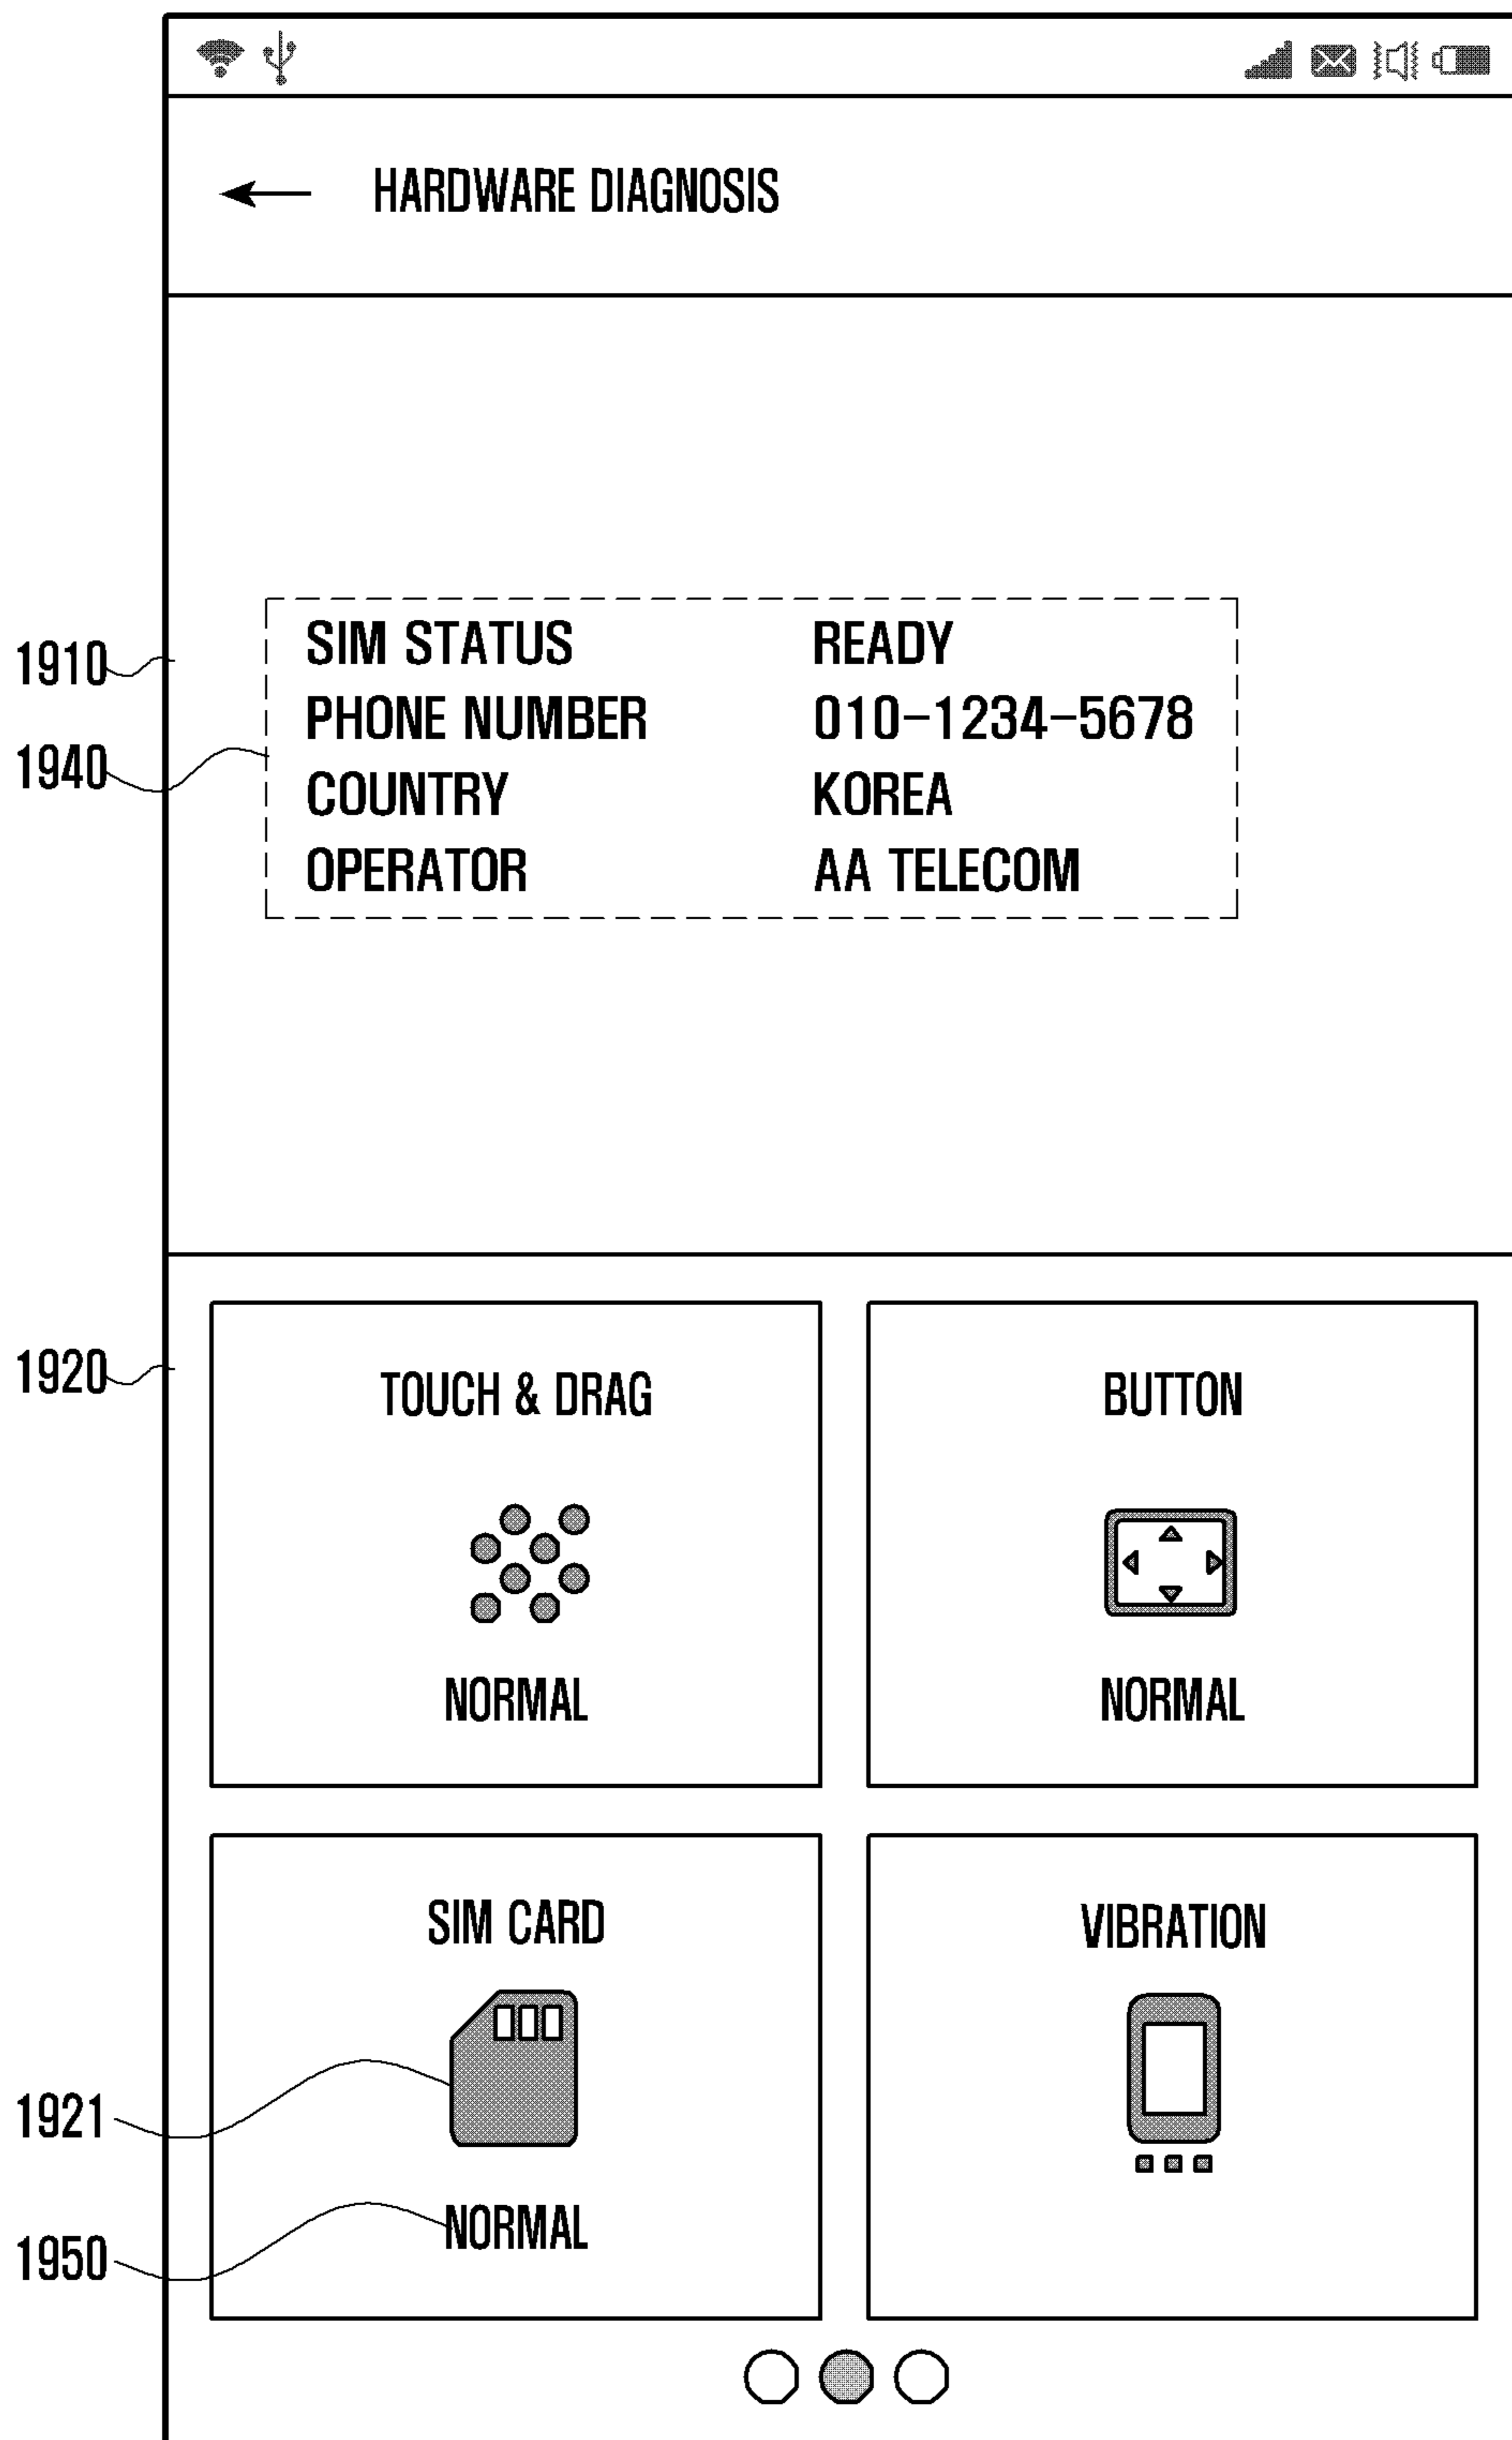 HARDWARE DIAGNOSIS
1910
SIM STATUS READY
PHONE NUMBER 010-1234-5678
1940
COUNTRY KOREA
OPERATOR AA TELECOM
1920
TOUCH & DRAG BUTTON
NORMAL NORMAL
SIM CARD VIBRATION
1921
NORMAL
1950